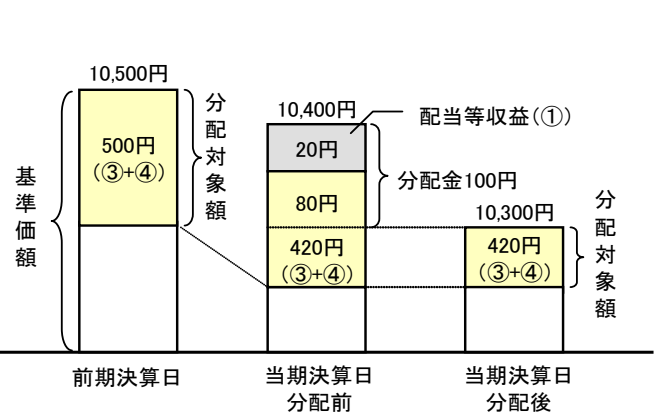 10,500円
500円
(③+④)
分配対象額
基準価額
前期決算日
10,400円
配当等収益(①)
20円
80円
分配金100円
420円
(③+④)
当期決算日
分配前
10,300円
420円
(③+④)
分配対象額
当期決算日
分配後